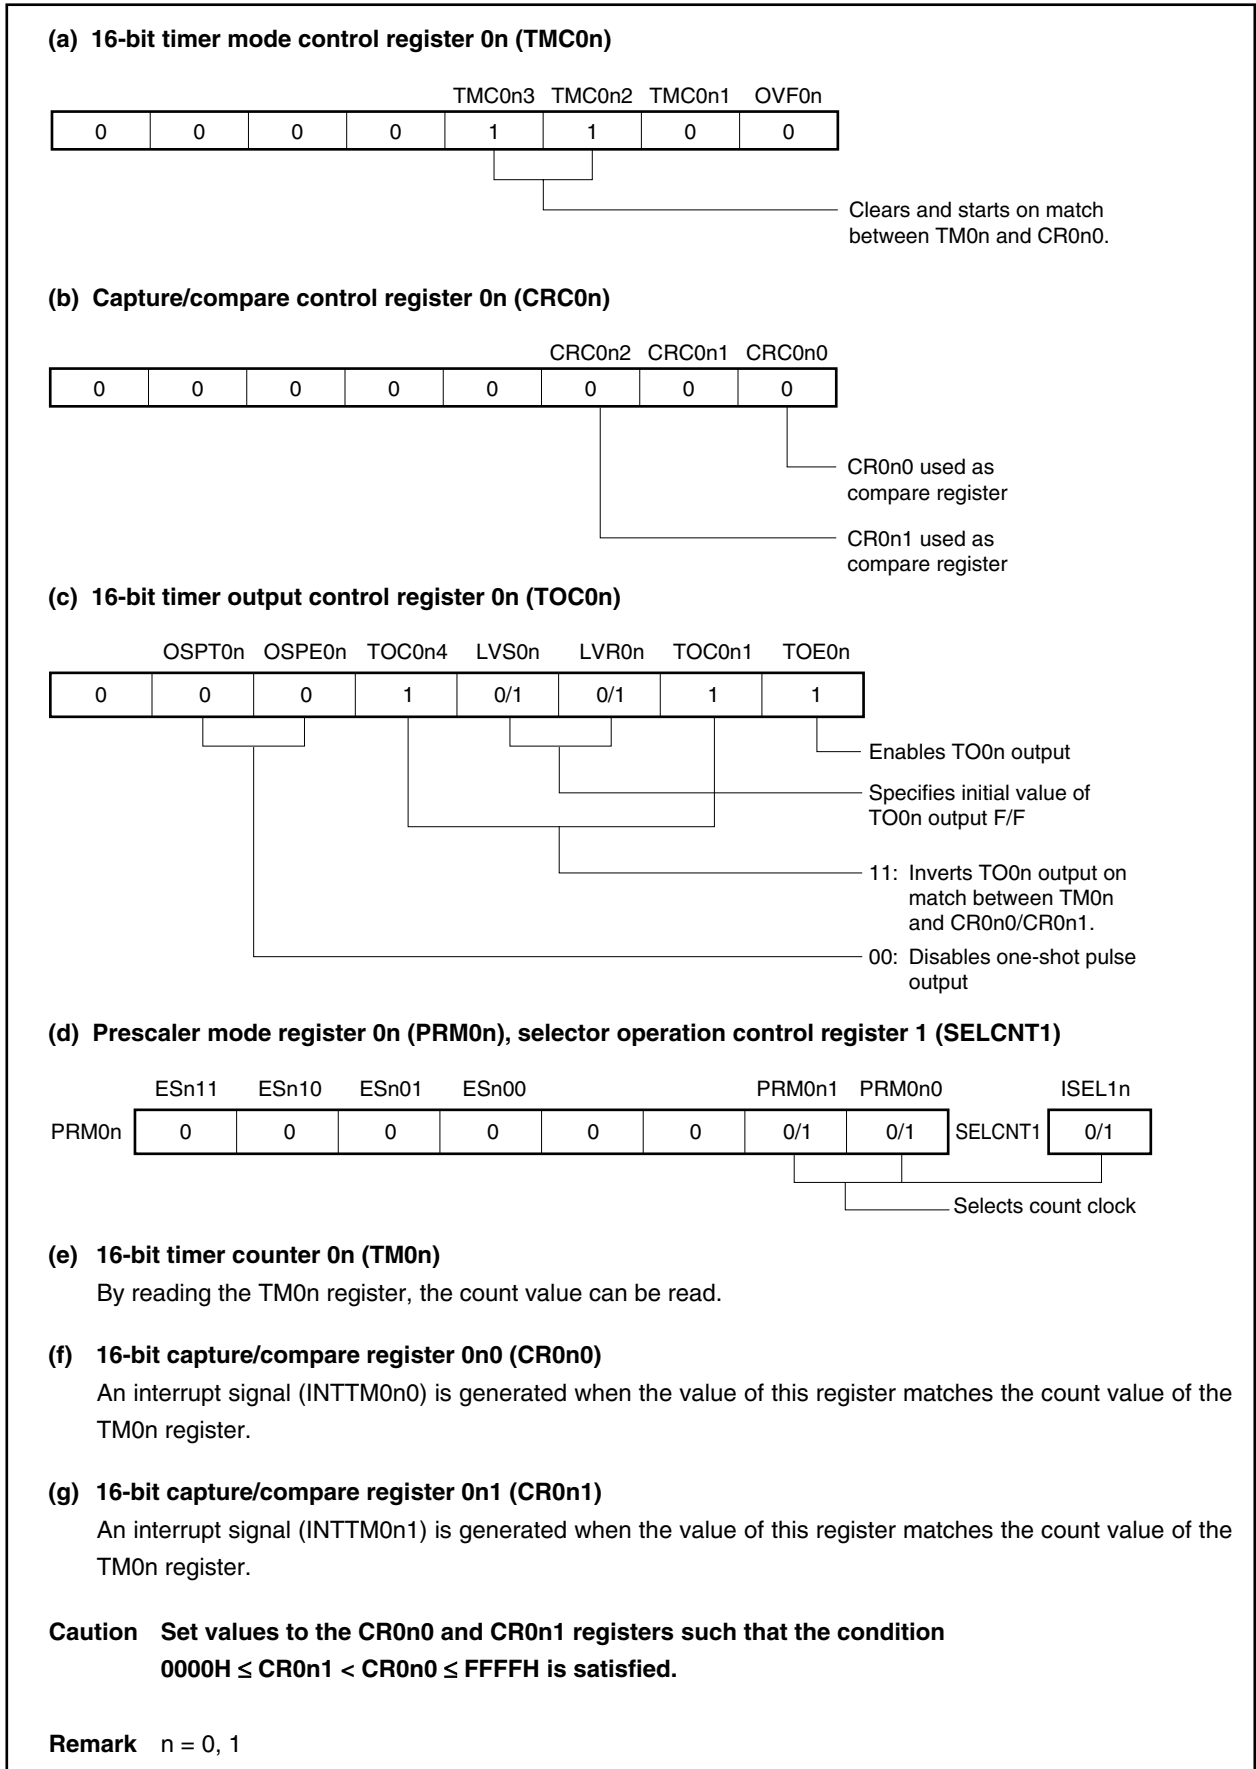 (a) 16-bit timer mode control register 0n (TMC0n)
TMC0n3 TMC0n2 TMC0n1 OVF0n
0 0 0 0 1 1 0 0
Clears and starts on match
between TM0n and CR0n0.
(b) Capture/compare control register 0n (CRC0n)
CRC0n2 CRC0n1 CRC0n0
0 0 0 0 0 0 0 0
CR0n0 used as
compare register
CR0n1 used as
compare register
(c) 16-bit timer output control register 0n (TOC0n)
OSPT0n OSPE0n TOC0n4 LVS0n LVR0n TOC0n1 TOE0n
0 0 0 1 0/1 0/1 1 1
Enables TO0n output
Specifies initial value of
TO0n output F/F
11: Inverts TO0n output on
match between TM0n
and CR0n0/CR0n1.
00: Disables one-shot pulse
output
(d) Prescaler mode register 0n (PRM0n), selector operation control register 1 (SELCNT1)
ESn11 ESn10 ESn01 ESn00 PRM0n1 PRM0n0 ISEL1n
PRM0n 0 0 0 0 0 0 0/1 0/1 SELCNT1 0/1
Selects count clock
(e) 16-bit timer counter 0n (TM0n)
By reading the TM0n register, the count value can be read.
(f) 16-bit capture/compare register 0n0 (CR0n0)
An interrupt signal (INTTM0n0) is generated when the value of this register matches the count value of the
TM0n register.
(g) 16-bit capture/compare register 0n1 (CR0n1)
An interrupt signal (INTTM0n1) is generated when the value of this register matches the count value of the
TM0n register.
Caution Set values to the CR0n0 and CR0n1 registers such that the condition
0000H ≤ CR0n1 < CR0n0 ≤ FFFFH is satisfied.
Remark n = 0, 1